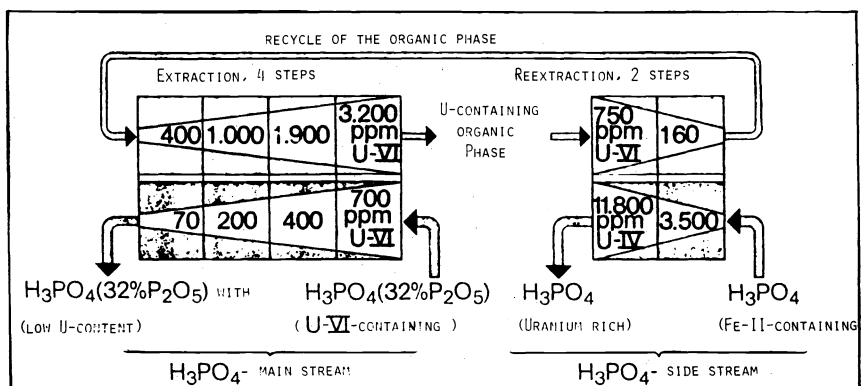 RECYCLE OF THE ORGANIC PHASE
EXTRACTION, 4 STEPS
REEXTRACTION, 2 STEPS
400 1.000 1.900 3.200 ppm U-VI
U-CONTAINING
ORGANIC
PHASE
750 ppm U-VI 160
70 200 400 700 ppm U-VI
11.800 ppm U-IV 3.500
H₃PO₄(32%P₂O₅) WITH
(LOW U-CONTENT)
H₃PO₄(32%P₂O₅)
(U-VI-CONTAINING)
H₃PO₄
(URANIUM RICH)
H₃PO₄
(FE-II-CONTAINING
H₃PO₄- MAIN STREAM
H₃PO₄- SIDE STREAM